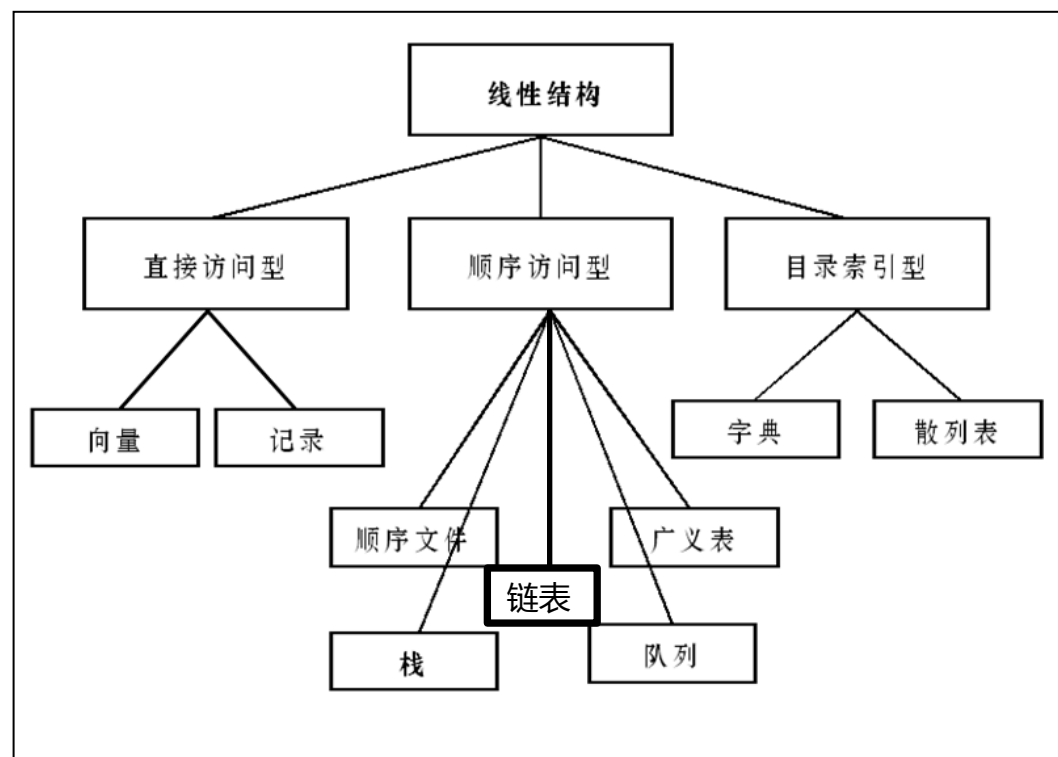 线性结构
直接访问型
顺序访问型
目录索引型
向量
记录
字典
散列表
顺序文件
广义表
链表
栈
队列